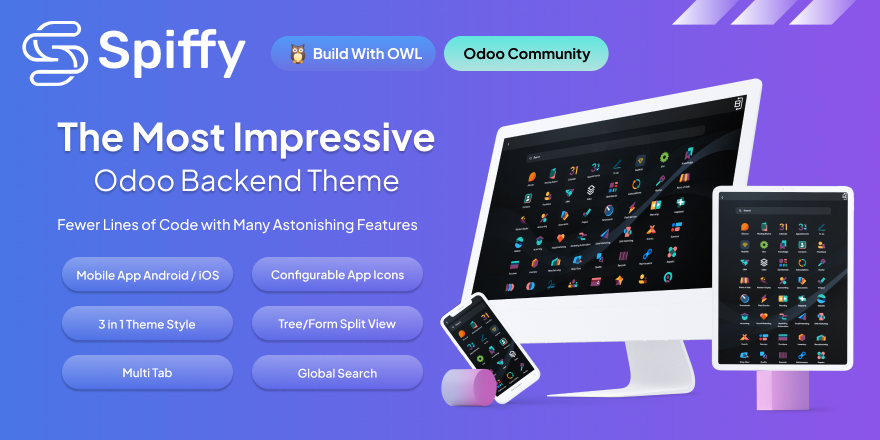 Spiffy
Build With OWL
Odoo Community
The Most Impressive
Odoo Backend Theme
Fewer Lines of Code with Many Astonishing Features
Mobile App Android / iOS
Configurable App Icons
3 in 1 Theme Style
Tree/Form Split View
Multi Tab
Global Search